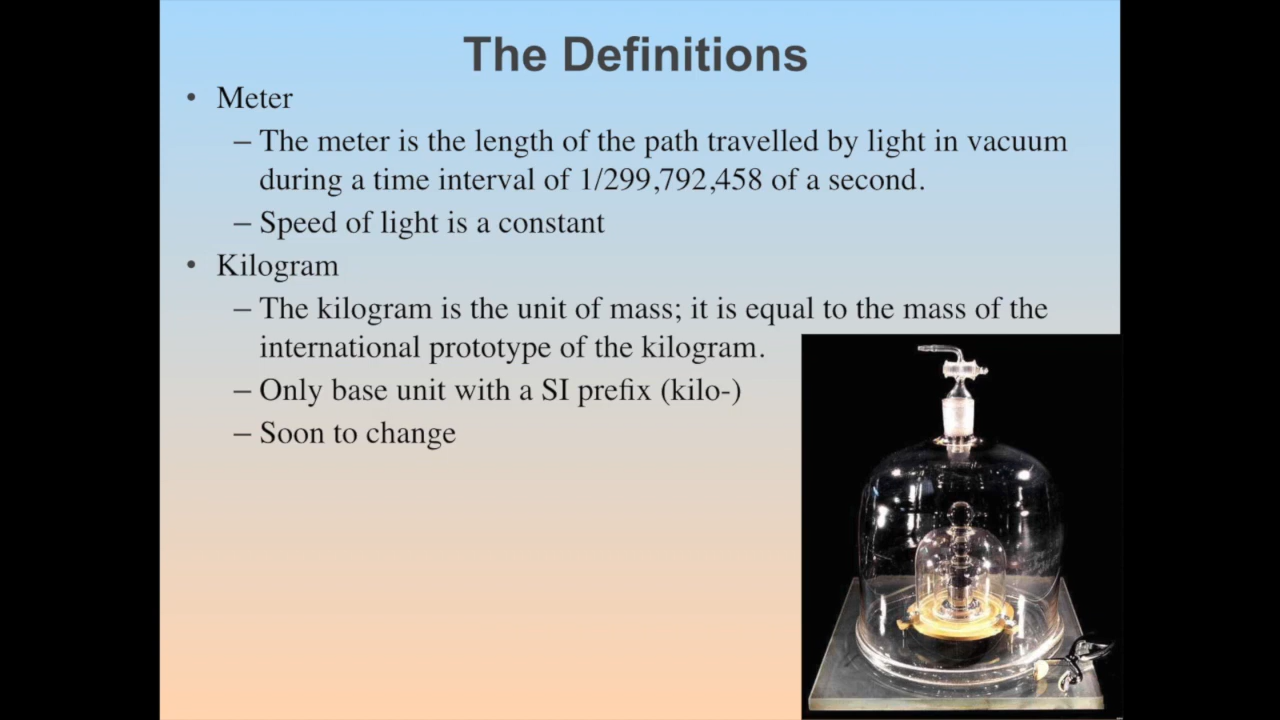 The Definitions
• Meter
– The meter is the length of the path travelled by light in vacuum
during a time interval of 1/299,792,458 of a second.
– Speed of light is a constant
• Kilogram
– The kilogram is the unit of mass; it is equal to the mass of the
international prototype of the kilogram.
– Only base unit with a SI prefix (kilo-)
– Soon to change